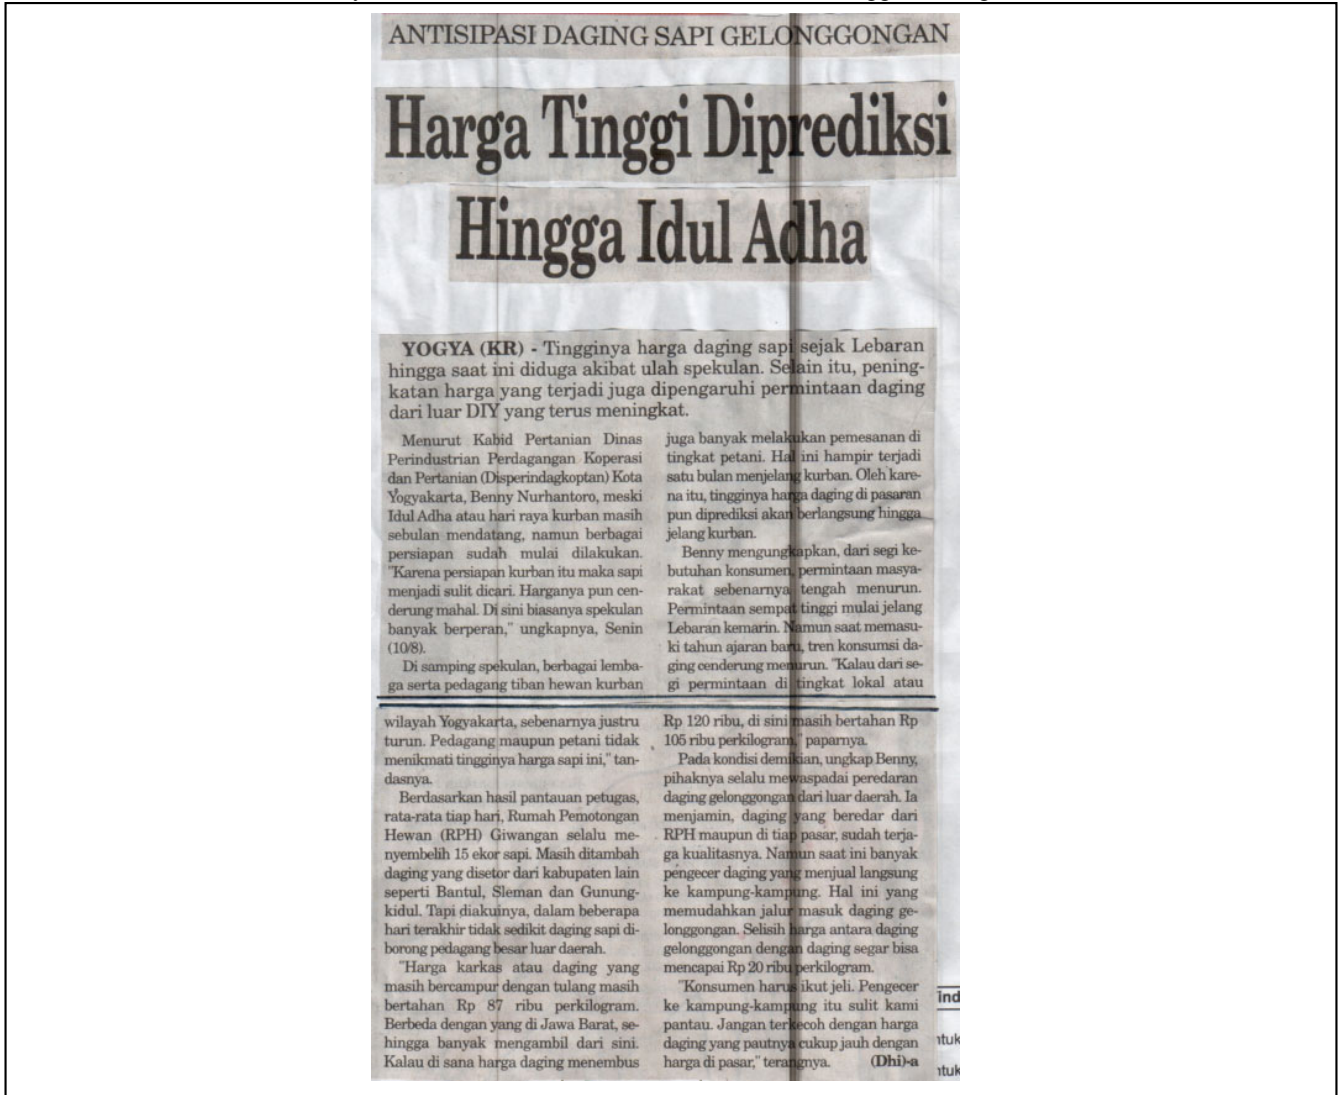 ANTISIPASI DAGING SAPI GELONGGONGAN
Harga Tinggi Diprediksi
Hingga Idul Adha
YOGYA (KR) - Tingginya harga daging sapi sejak Lebaran
hingga saat ini diduga akibat ulah spekulan. Selain itu, pening-
katan harga yang terjadi juga dipengaruhi permintaan daging
dari luar DIY yang terus meningkat.
Menurut Kabid Pertanian Dinas
Perindustrian Perdagangan Koperasi
dan Pertanian (Disperindagkoptan) Kota
Yogyakarta, Benny Nurhantoro, meski
Idul Adha atau hari raya kurban masih
sebulan mendatang, namun berbagai
persiapan sudah mulai dilakukan.
"Karena persiapan kurban itu maka sapi
menjadi sulit dicari. Harganya pun cen-
derung mahal. Di sini biasanya spekulan
banyak berperan," ungkapnya, Senin
(10/8).
Di samping spekulan, berbagai lemba-
ga serta pedagang tiban hewan kurban
juga banyak melakukan pemesanan di
tingkat petani. Hal ini hampir terjadi
satu bulan menjelang kurban. Oleh kare-
na itu, tingginya harga daging di pasaran
pun diprediksi akan berlangsung hingga
jelang kurban.
Benny mengungkapkan, dari segi ke-
butuhan konsumen, permintaan masya-
rakat sebenarnya tengah menurun.
Permintaan sempat tinggi mulai jelang
Lebaran kemarin. Namun saat memasu-
ki tahun ajaran baru, tren konsumsi da-
ging cenderung menurun. "Kalau dari se-
gi permintaan di tingkat lokal atau
wilayah Yogyakarta, sebenarnya justru
turun. Pedagang maupun petani tidak
menikmati tingginya harga sapi ini," tan-
dasnya.
Berdasarkan hasil pantauan petugas,
rata-rata tiap hari, Rumah Pemotongan
Hewan (RPH) Giwangan selalu me-
nyembelih 15 ekor sapi. Masih ditambah
daging yang disetor dari kabupaten lain
seperti Bantul, Sleman dan Gunung-
kidul. Tapi diakuinya, dalam beberapa
hari terakhir tidak sedikit daging sapi di-
borong pedagang besar luar daerah.
"Harga karkas atau daging yang
masih bercampur dengan tulang masih
bertahan Rp 87 ribu perkilogram.
Berbeda dengan yang di Jawa Barat, se-
hingga banyak mengambil dari sini.
Kalau di sana harga daging menembus
Rp 120 ribu, di sini masih bertahan Rp
105 ribu perkilogram," paparnya.
Pada kondisi demikian, ungkap Benny,
pihaknya selalu mewaspadai peredaran
daging gelonggongan dari luar daerah. Ia
menjamin, daging yang beredar dari
RPH maupun di tiap pasar, sudah terja-
ga kualitasnya. Namun saat ini banyak
pengecer daging yang menjual langsung
ke kampung-kampung. Hal ini yang
memudahkan jalur masuk daging ge-
longgongan. Selisih harga antara daging
gelonggongan dengan daging segar bisa
mencapai Rp 20 ribu perkilogram.
"Konsumen harus ikut jeli. Pengecer
ke kampung-kampung itu sulit kami
pantau. Jangan terkecoh dengan harga
daging yang pautnya cukup jauh dengan
harga di pasar," terangnya. (Dhi)-a